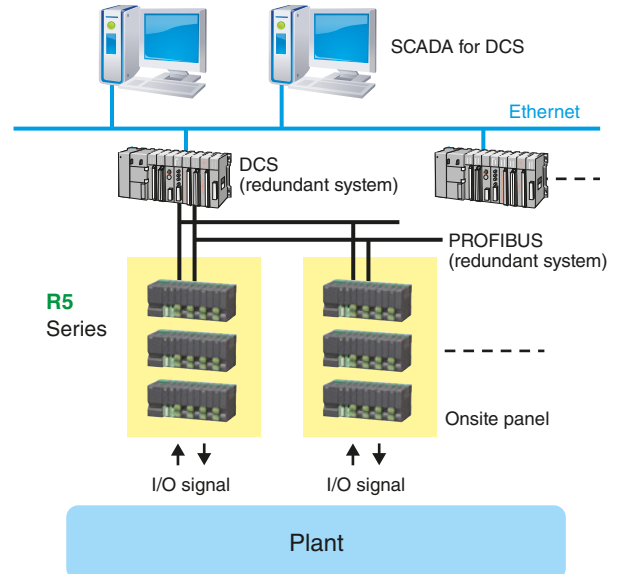 SCADA for DCS
Ethernet
DCS
(redundant system)
PROFIBUS
(redundant system)
R5
Series
Onsite panel
I/O signal
I/O signal
Plant